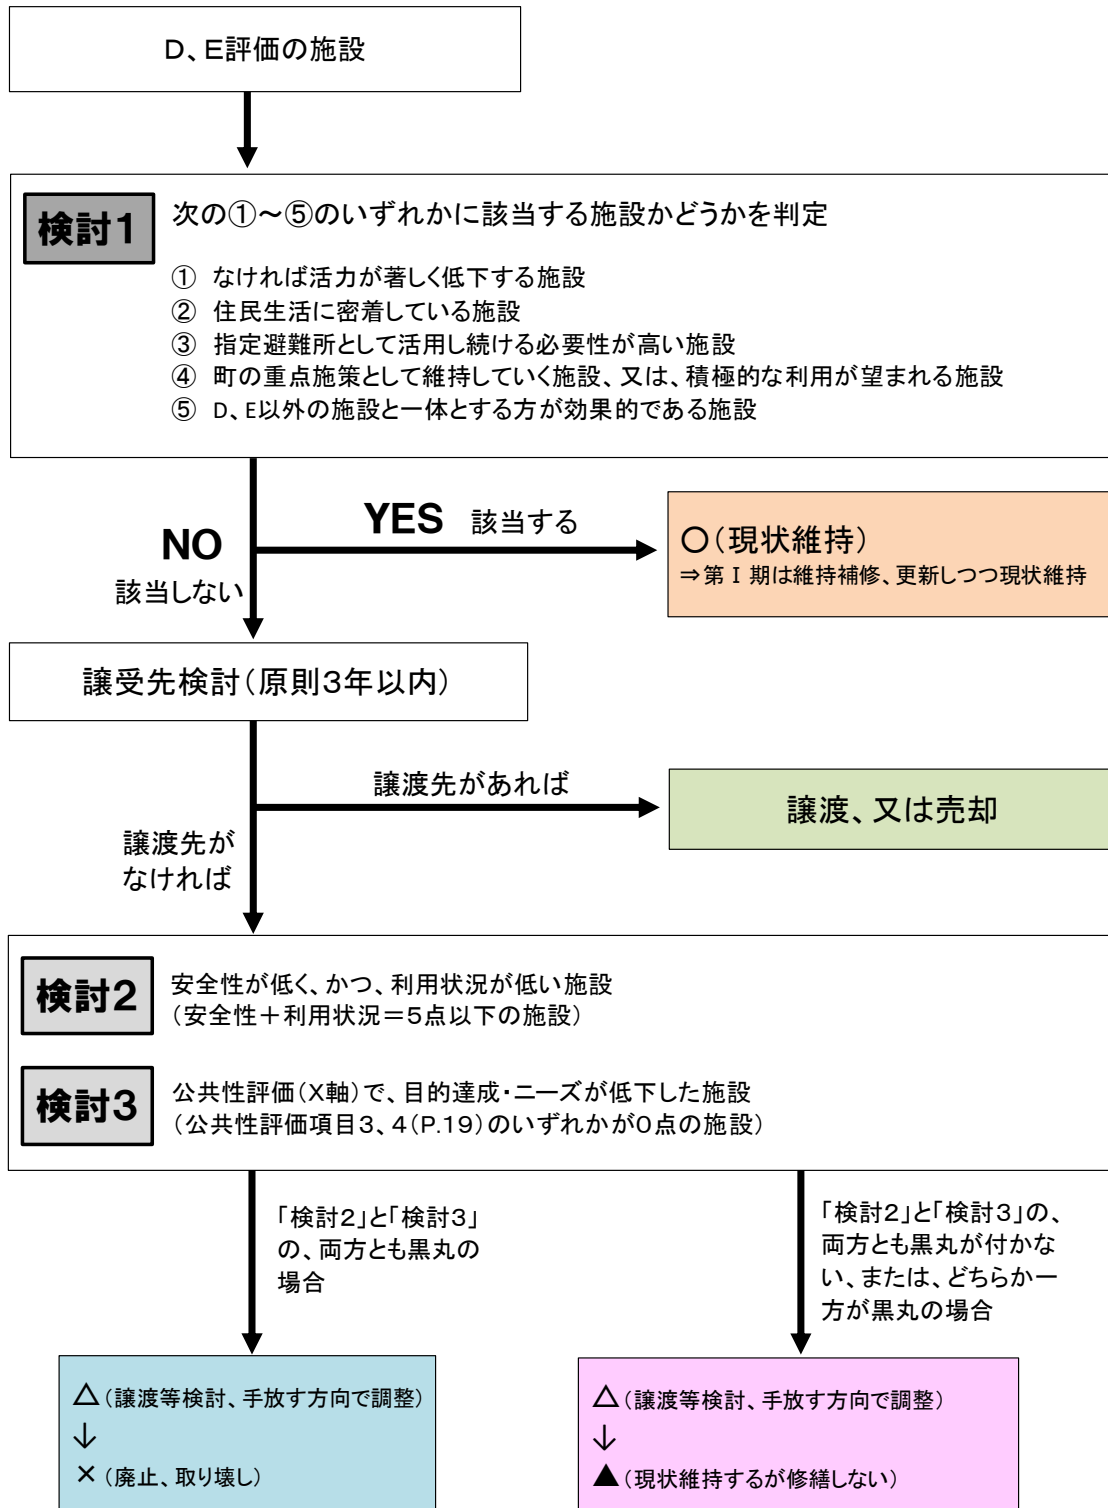 D、E評価の施設
検討1
次の①～⑤のいずれかに該当する施設かどうかを判定
① なければ活力が著しく低下する施設
② 住民生活に密着している施設
③ 指定避難所として活用し続ける必要性が高い施設
④ 町の重点施策として維持していく施設、又は、積極的な利用が望まれる施設
⑤ D、E以外の施設と一体とする方が効果的である施設
YES 該当する
NO
該当しない
○(現状維持)
⇒第Ⅰ期は維持補修、更新しつつ現状維持
譲受先検討(原則3年以内)
譲渡先があれば
譲渡、又は売却
譲渡先が
なければ
検討2
安全性が低く、かつ、利用状況が低い施設
(安全性＋利用状況＝5点以下の施設)
検討3
公共性評価(X軸)で、目的達成・ニーズが低下した施設
(公共性評価項目3、4(P.19)のいずれかが0点の施設)
「検討2」と「検討3」
の、両方とも黒丸の
場合
「検討2」と「検討3」の、
両方とも黒丸が付かな
い、または、どちらか一
方が黒丸の場合
△(譲渡等検討、手放す方向で調整)
↓
×(廃止、取り壊し)
△(譲渡等検討、手放す方向で調整)
↓
▲(現状維持するが修繕しない)